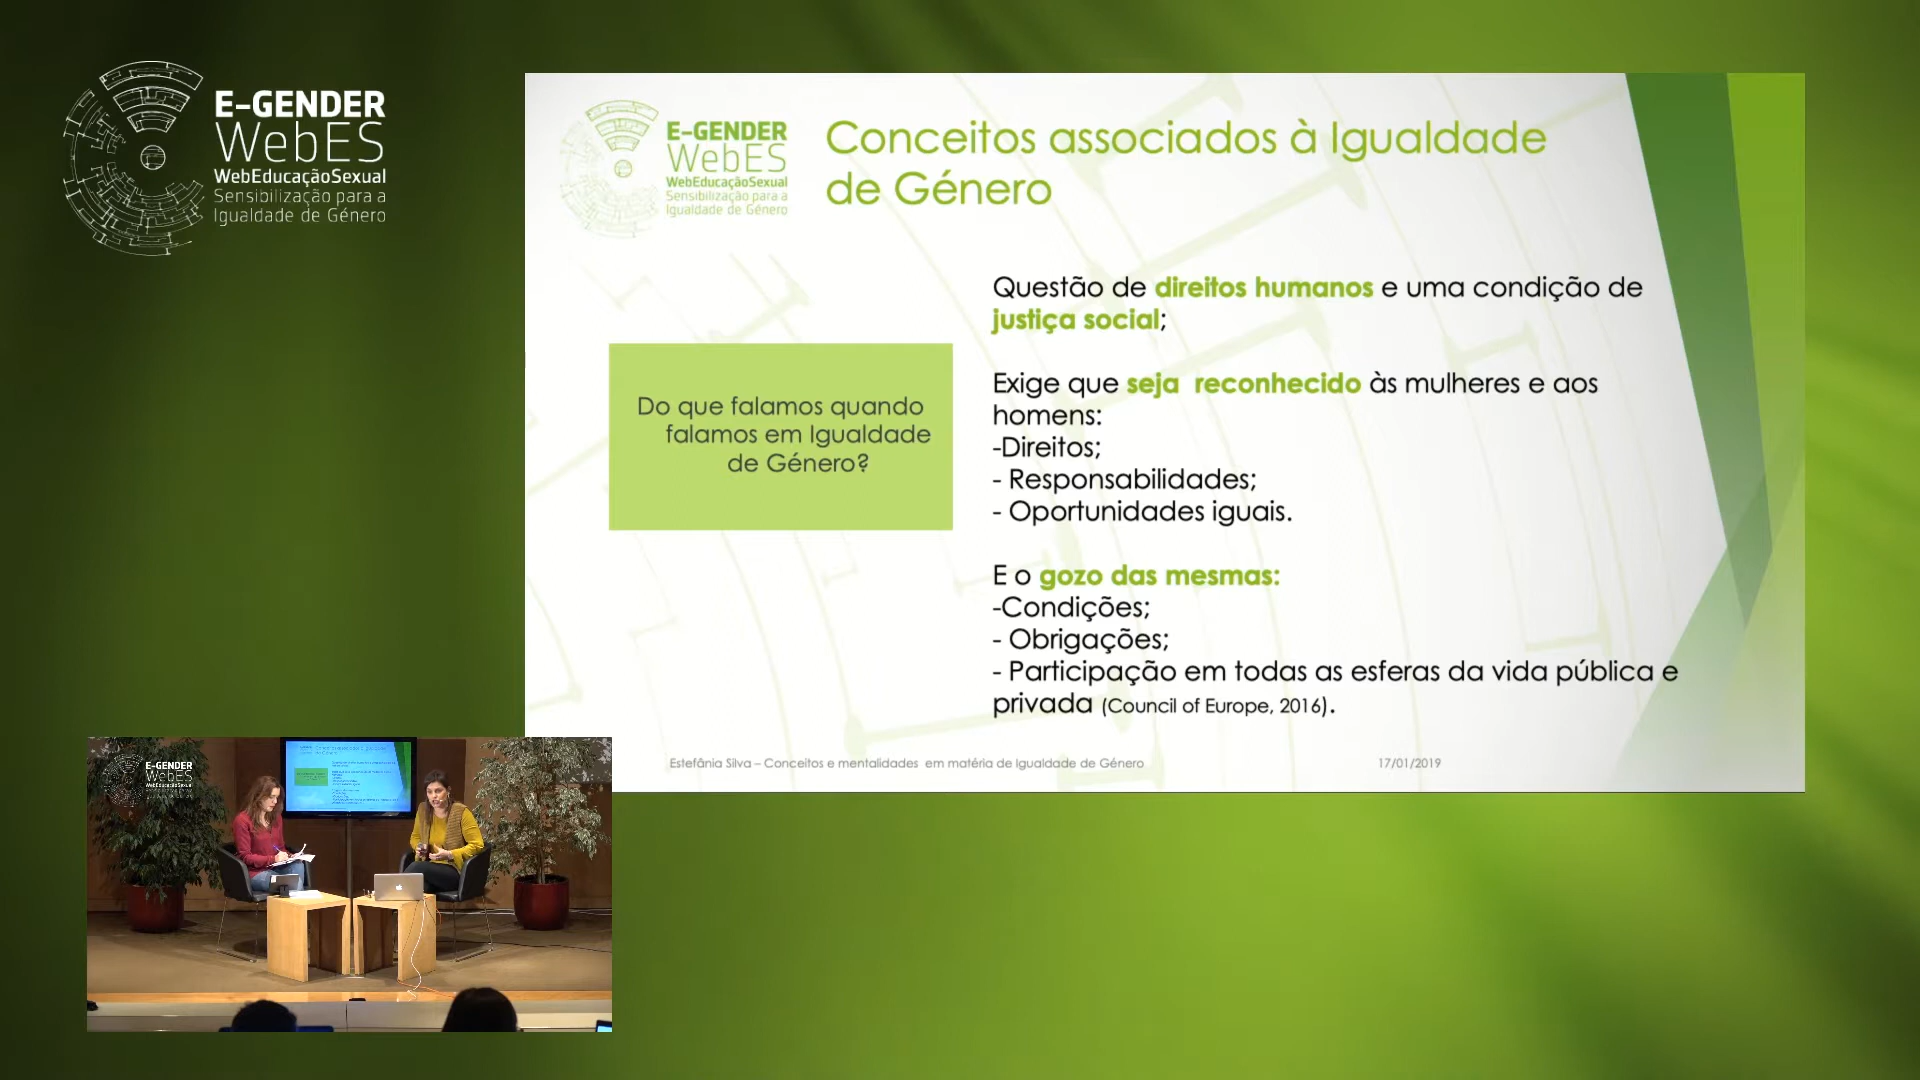 E-GENDER
WebES
WebEducaçãoSexual
Sensibilização para a
Igualdade de Género
E-GENDER
WebES
WebEducaçãoSexual
Sensibilização para a
Igualdade de Género
Conceitos associados à Igualdade
de Género
Do que falamos quando
falamos em Igualdade
de Género?
Questão de direitos humanos e uma condição de
justiça social;
Exige que seja reconhecido às mulheres e aos
homens:
-Direitos;
- Responsabilidades;
- Oportunidades iguais.
E o gozo das mesmas:
-Condições;
- Obrigações;
- Participação em todas as esferas da vida pública e
privada (Council of Europe, 2016).
Estefânia Silva – Conceitos e mentalidades em matéria de Igualdade de Género
17/01/2019
E-GENDER
WebES
WebEducaçãoSexual